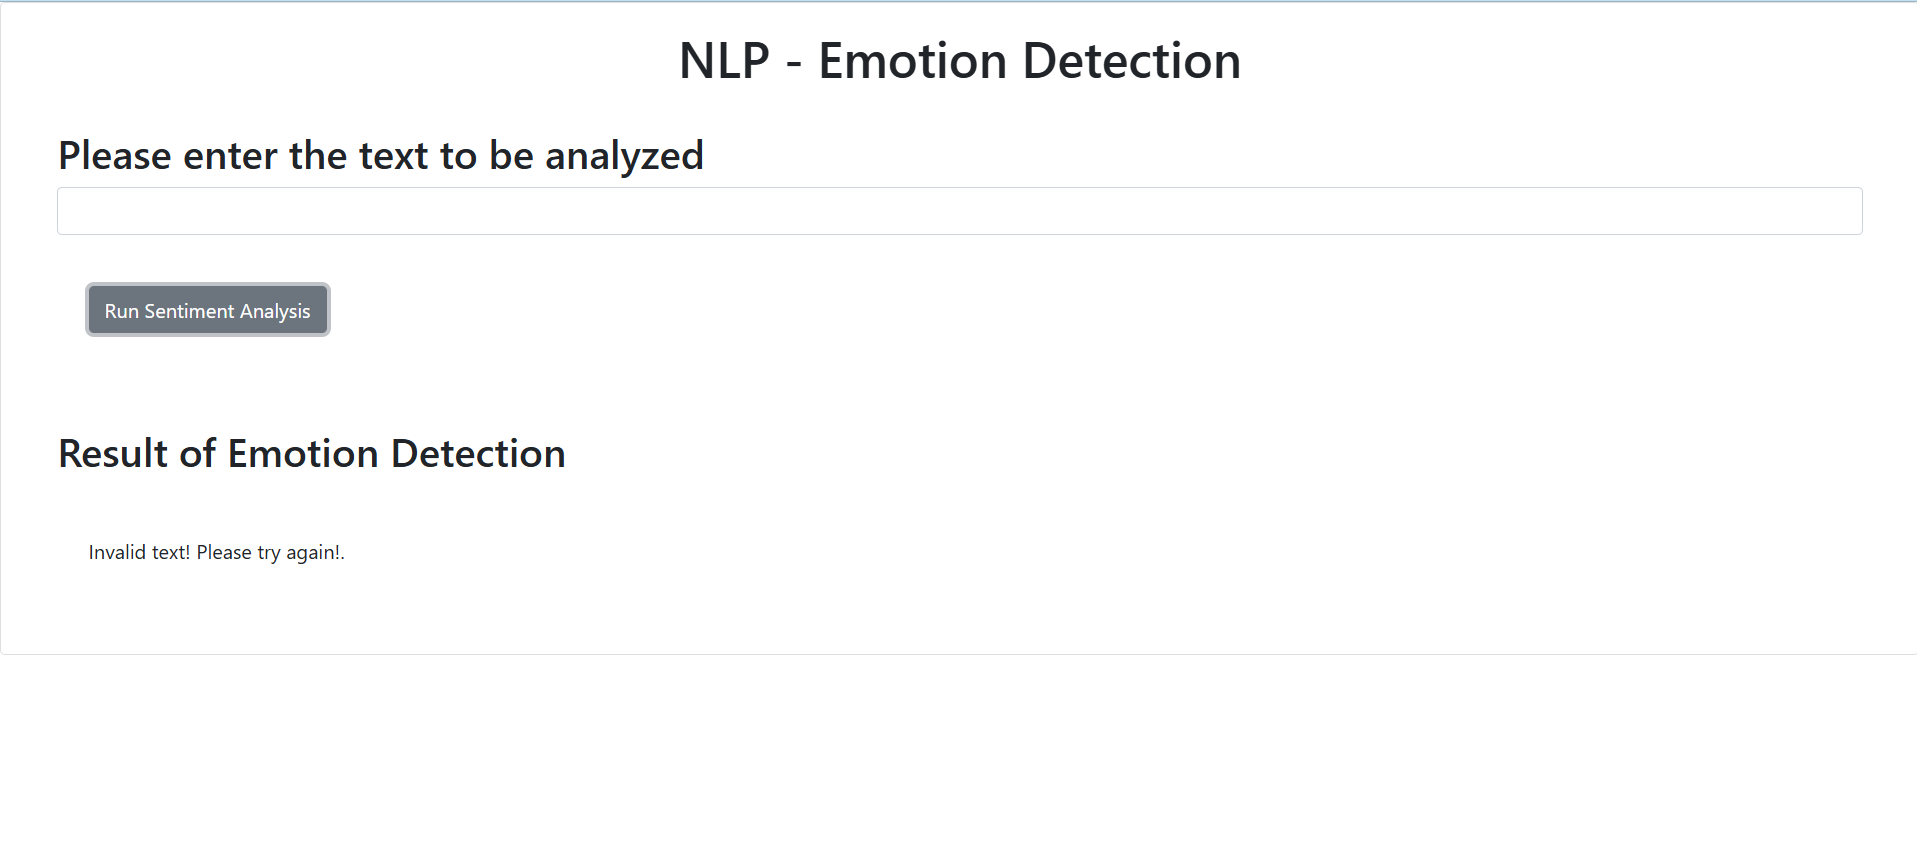 NLP - Emotion Detection
Please enter the text to be analyzed
Run Sentiment Analysis
Result of Emotion Detection
Invalid text! Please try again!.